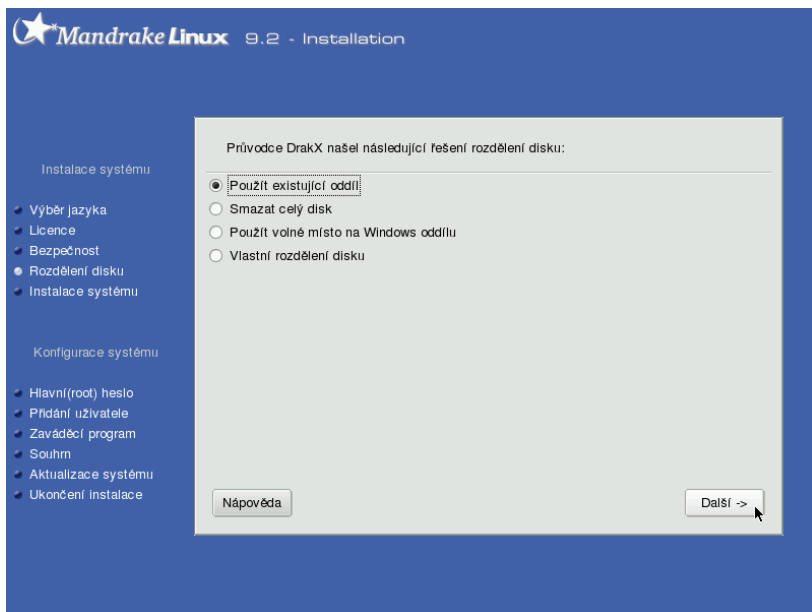 Mandrake Linux 9.2 - Installation
Instalace systému
Výběr jazyka
Licence
Bezpečnost
Rozdělení disku
Instalace systému
Konfigurace systému
Hlavní(root) heslo
Přidání uživatele
Zaváděcí program
Souhrn
Aktualizace systému
Ukončení instalace
Průvodce DrakX našel následující řešení rozdělení disku:
Použít existující oddíl
Smazat celý disk
Použít volné místo na Windows oddílu
Vlastní rozdělení disku
Nápověda
Další ->